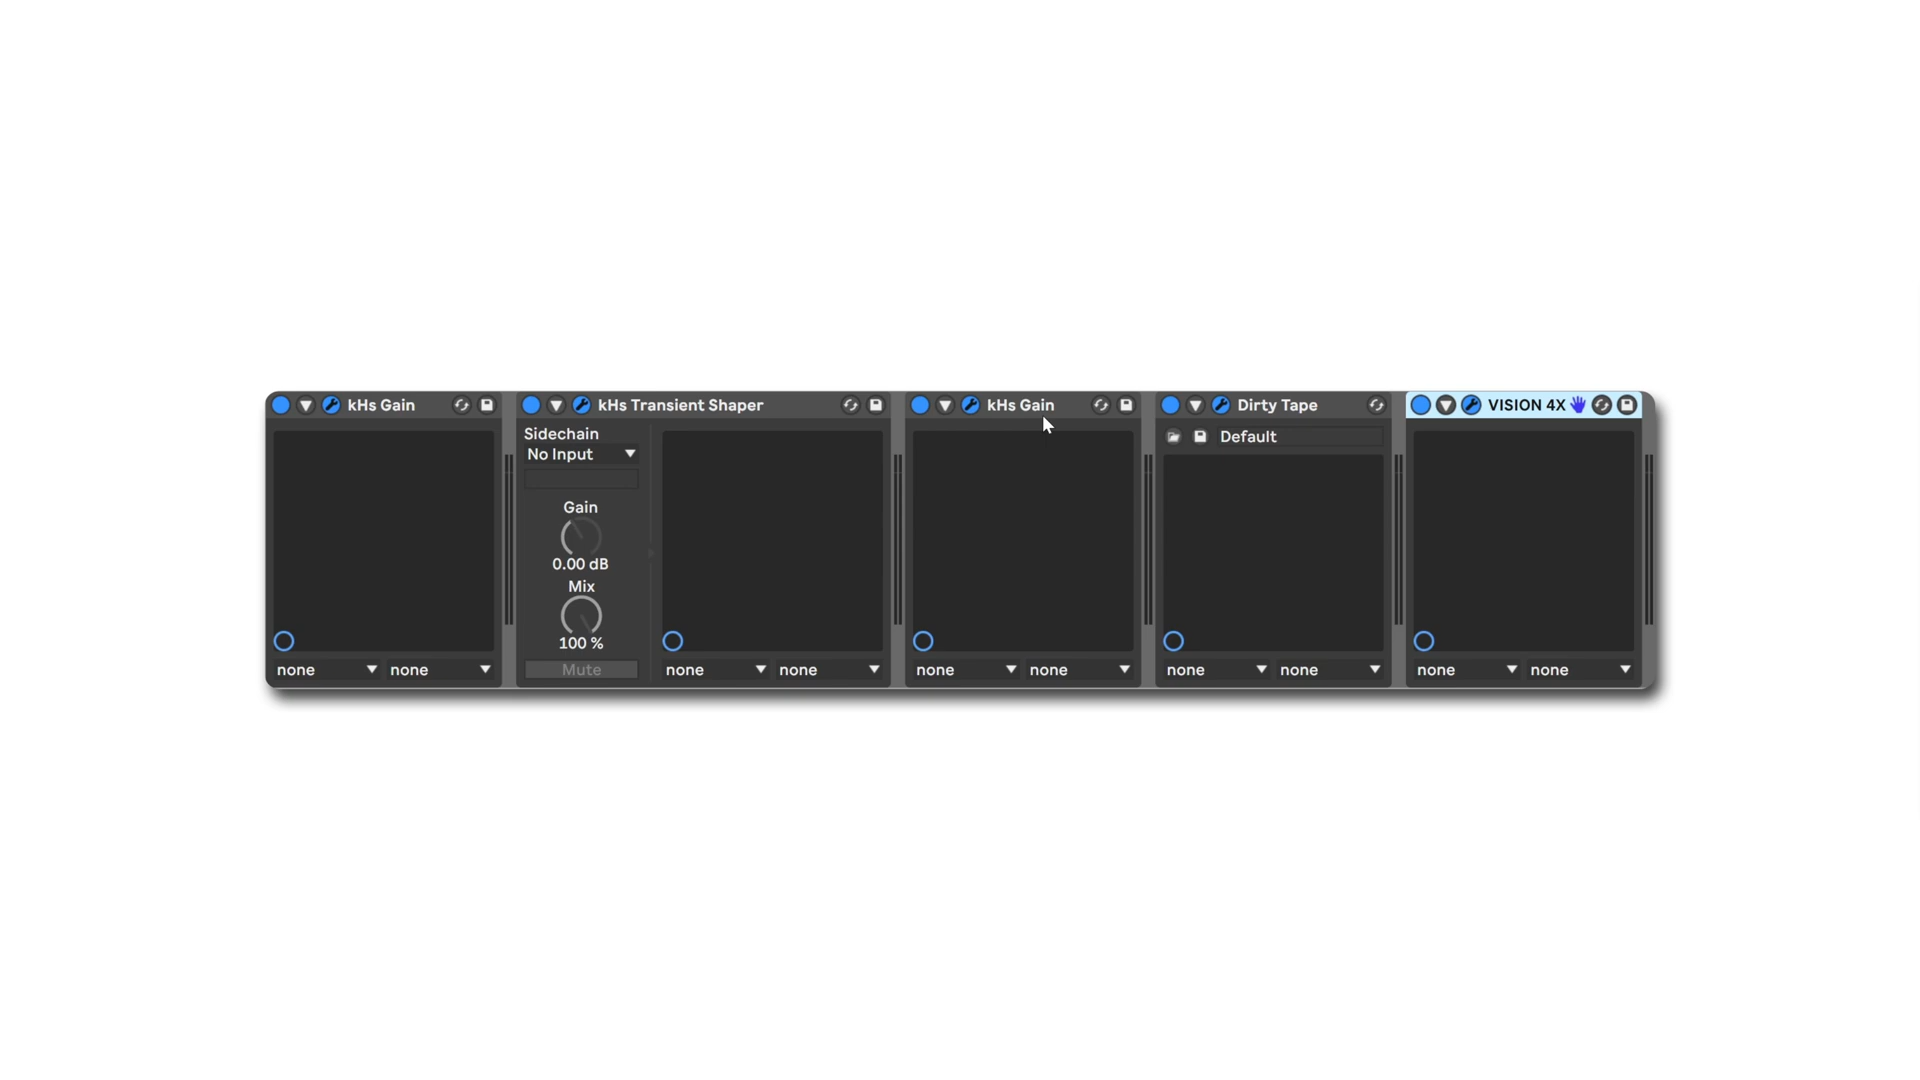 kHs Gain
none none
kHs Transient Shaper
Sidechain
No Input
Gain
0.00 dB
Mix
100 %
Mute
none none
kHs Gain
none none
Dirty Tape
Default
none none
VISION 4X
none none